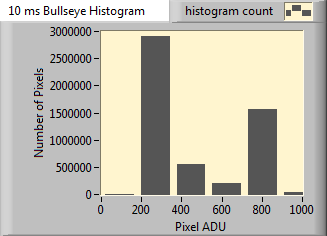 10 ms Bullseye Histogram
histogram count
3000000
2500000
2000000
1500000
1000000
500000
0
Number of Pixels
0 200 400 600 800 1000
Pixel ADU